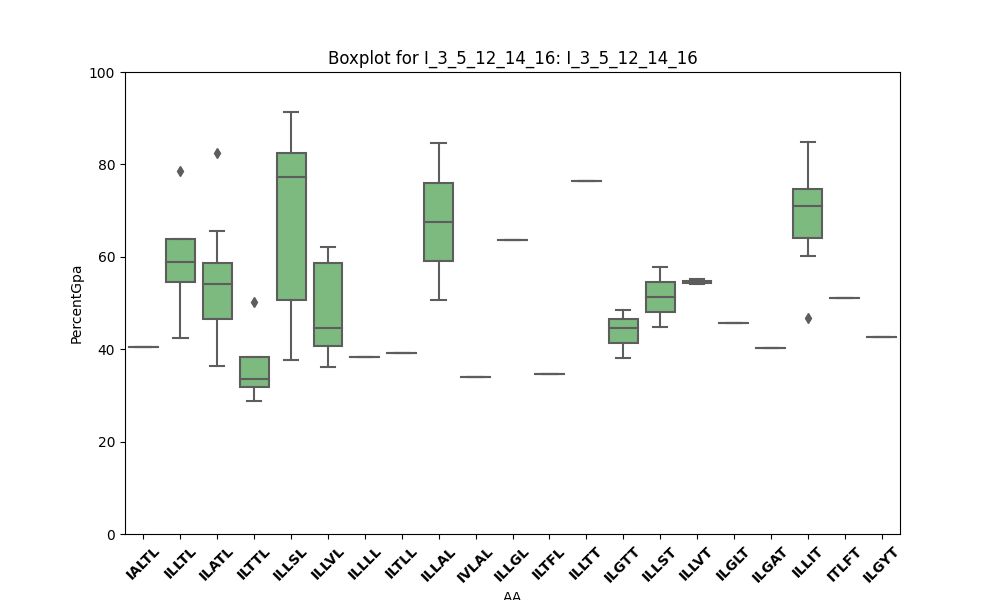 Boxplot for I_3_5_12_14_16: I_3_5_12_14_16
100
80
60
40
20
0
PercentGpa
IALTL ILLTL ILATL ILTTL ILLSL ILLVL ILLLL ILTLL ILLAL IVLAL ILLGL ILTFL ILLTT ILGTT ILLST ILLVT ILGLT ILGAT ILLIT ITLFT ILGYT
AA